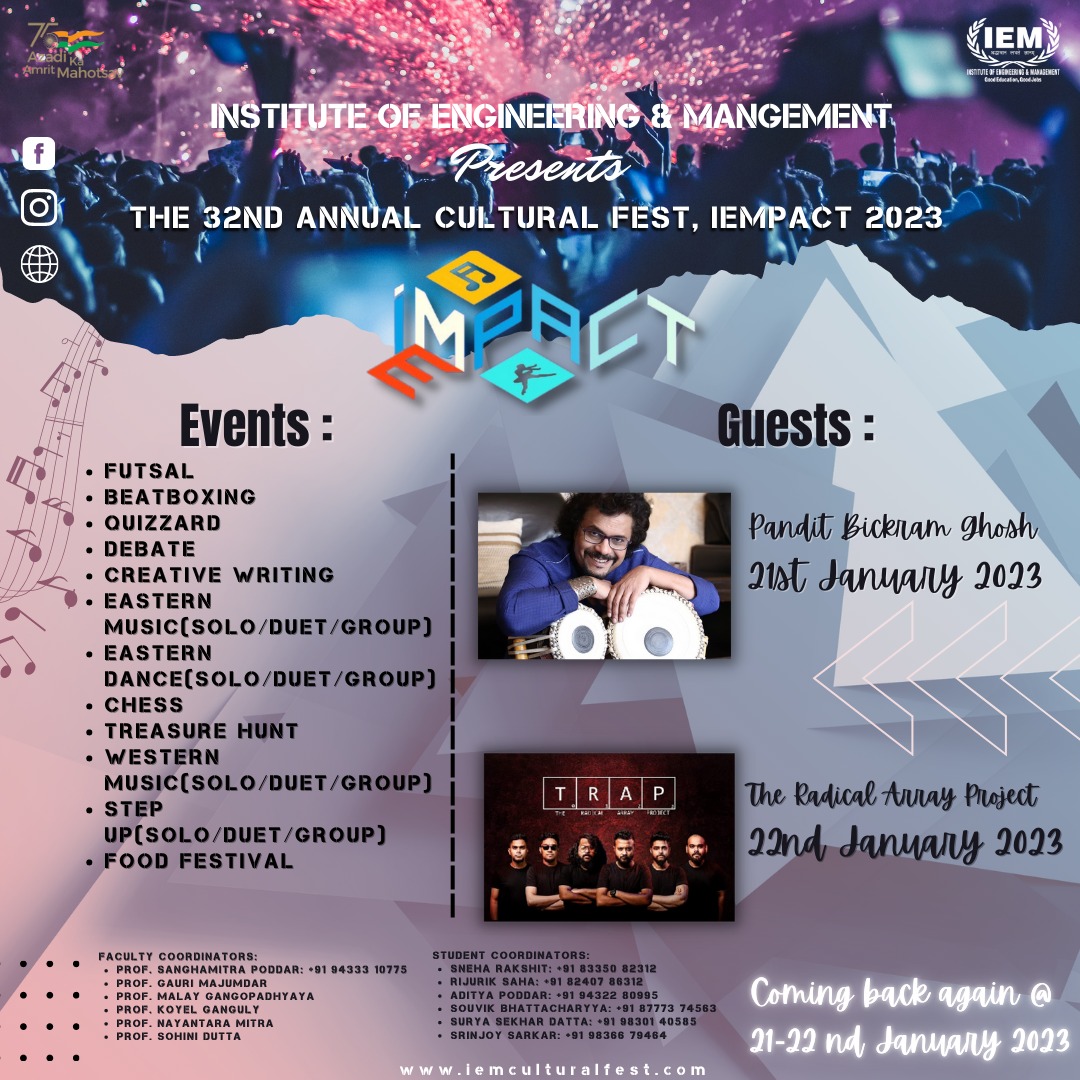 75
Azadi Ka
Amrit Mahotsav
IEM
INSTITUTE OF ENGINEERING & MANAGEMENT
Good Education, Good Jobs
INSTITUTE OF ENGINEERING & MANGEMENT
Presents
THE 32ND ANNUAL CULTURAL FEST, IEMPACT 2023
iEMPACT
Events :
• FUTSAL
• BEATBOXING
• QUIZZARD
• DEBATE
• CREATIVE WRITING
• EASTERN
MUSIC(SOLO/DUET/GROUP)
• EASTERN
DANCE(SOLO/DUET/GROUP)
• CHESS
• TREASURE HUNT
• WESTERN
MUSIC(SOLO/DUET/GROUP)
• STEP
UP(SOLO/DUET/GROUP)
• FOOD FESTIVAL
Guests :
Pandit Bickram Ghosh
21st January 2023
T R A P
THE RADICAL ARRAY PROJECT
The Radical Array Project
22nd January 2023
FACULTY COORDINATORS:
• PROF. SANGHAMITRA PODDAR: +91 94333 10775
• PROF. GAURI MAJUMDAR
• PROF. MALAY GANGOPADHYAYA
• PROF. KOYEL GANGULY
• PROF. NAYANTARA MITRA
• PROF. SOHINI DUTTA
STUDENT COORDINATORS:
• SNEHA RAKSHIT: +91 83350 82312
• RIJURIK SAHA: +91 82407 86312
• ADITYA PODDAR: +91 94322 80995
• SOUVIK BHATTACHARYYA: +91 87773 74563
• SURYA SEKHAR DATTA: +91 98301 40585
• SRINJOY SARKAR: +91 98366 79464
Coming back again @
21-22 nd January 2023
www.iemculturalfest.com